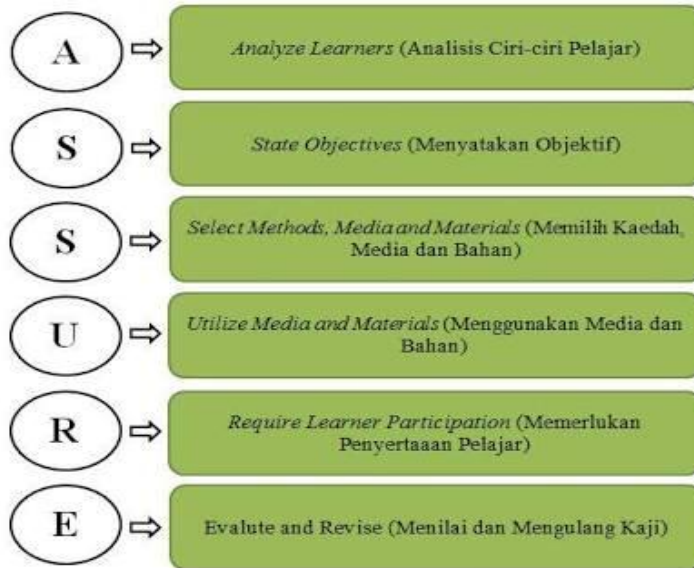 A
Analyze Learners (Analisis Ciri-ciri Pelajar)
S
State Objectives (Menyatakan Objektif)
S
Select Methods, Media and Materials (Memilih Kaedah,
Media dan Bahan)
U
Utilize Media and Materials (Menggunakan Media dan
Bahan)
R
Require Learner Participation (Memerlukan
Penyertaaan Pelajar)
E
Evalute and Revise (Menilai dan Mengulang Kaji)